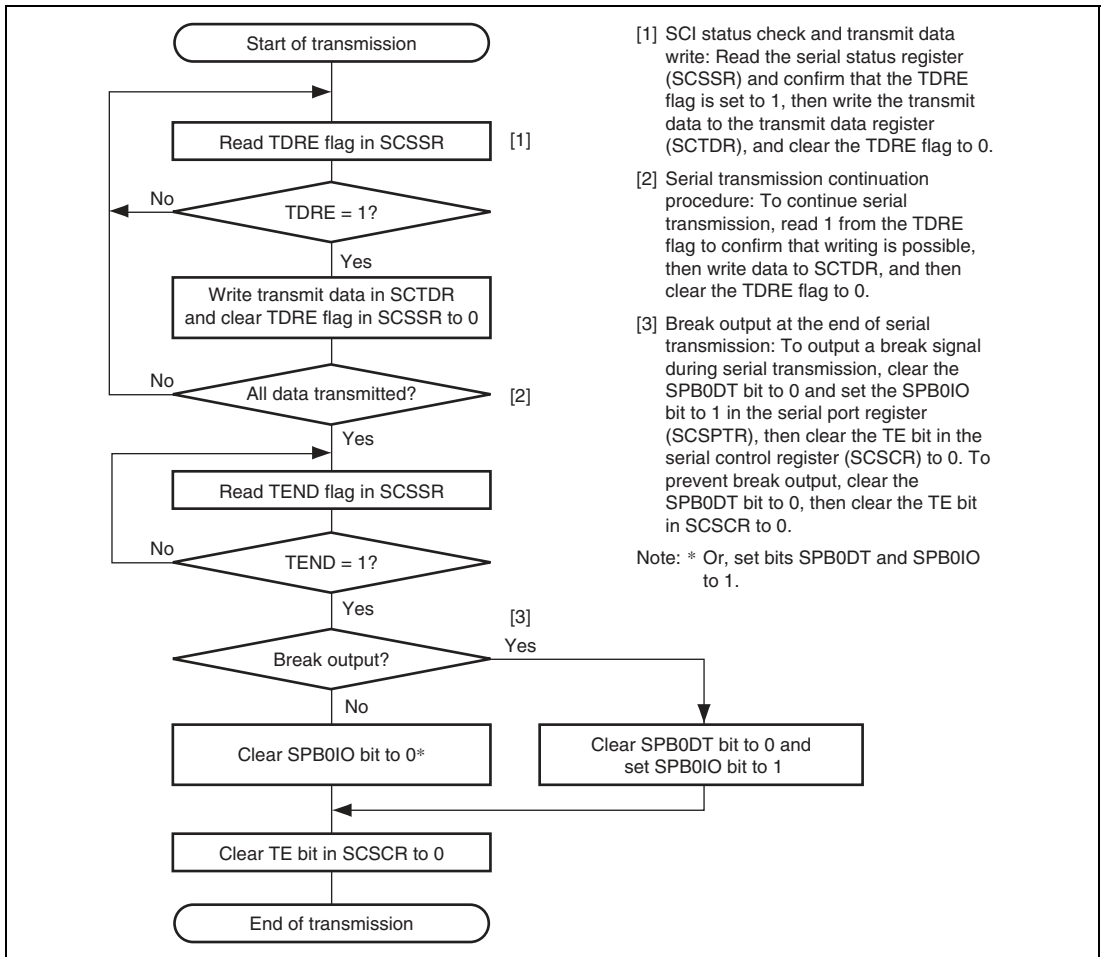 Start of transmission
Read TDRE flag in SCSSR
[1]
No
TDRE = 1?
Yes
Write transmit data in SCTDR
and clear TDRE flag in SCSSR to 0
No
All data transmitted?
[2]
Yes
Read TEND flag in SCSSR
No
TEND = 1?
Yes
[3]
Break output?
Yes
No
Clear SPB0IO bit to 0*
Clear SPB0DT bit to 0 and
set SPB0IO bit to 1
Clear TE bit in SCSCR to 0
End of transmission
[1] SCI status check and transmit data
write: Read the serial status register
(SCSSR) and confirm that the TDRE
flag is set to 1, then write the transmit
data to the transmit data register
(SCTDR), and clear the TDRE flag to 0.
[2] Serial transmission continuation
procedure: To continue serial
transmission, read 1 from the TDRE
flag to confirm that writing is possible,
then write data to SCTDR, and then
clear the TDRE flag to 0.
[3] Break output at the end of serial
transmission: To output a break signal
during serial transmission, clear the
SPB0DT bit to 0 and set the SPB0IO
bit to 1 in the serial port register
(SCSPTR), then clear the TE bit in the
serial control register (SCSCR) to 0. To
prevent break output, clear the
SPB0DT bit to 0, then clear the TE bit
in SCSCR to 0.
Note: * Or, set bits SPB0DT and SPB0IO
to 1.